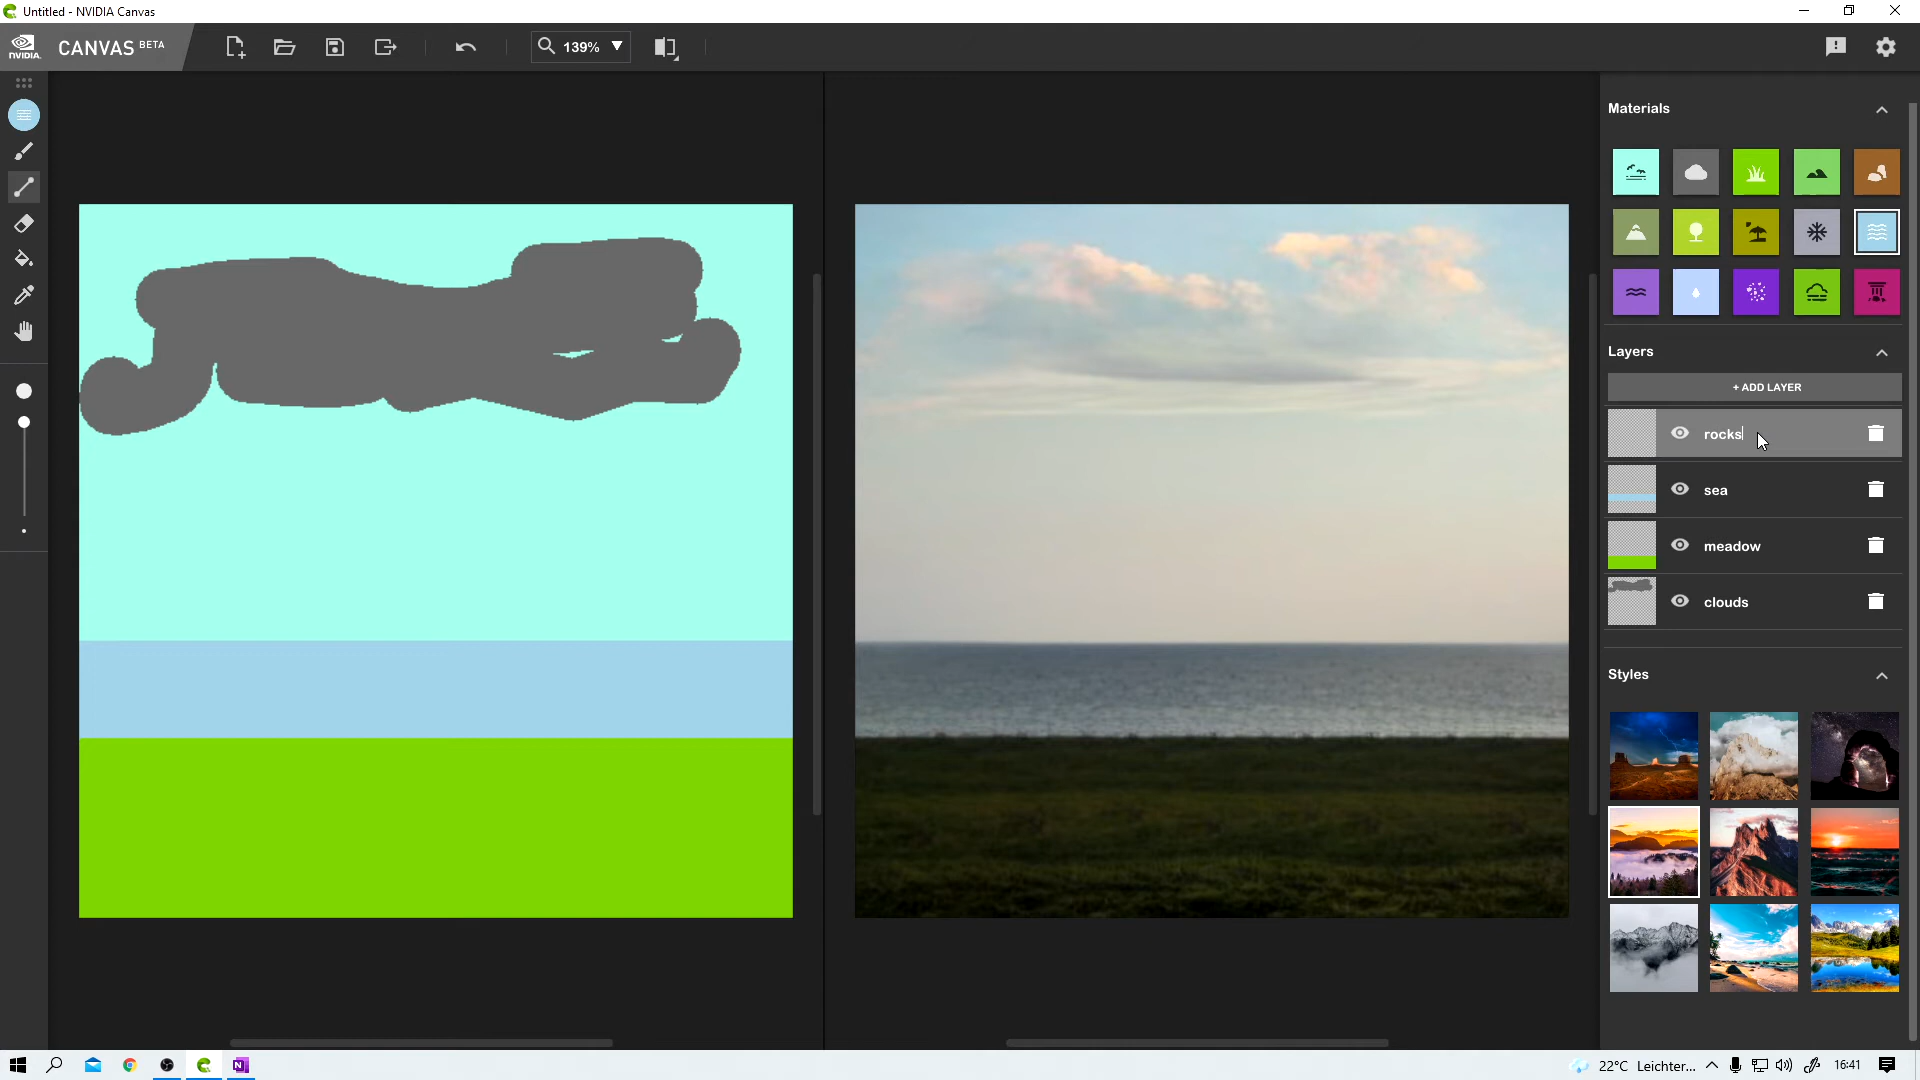 Untitled - NVIDIA Canvas
NVIDIA.
CANVAS BETA
139%
Materials
Layers
+ ADD LAYER
rocks
sea
meadow
clouds
Styles
N
22°C Leichter...
16:41